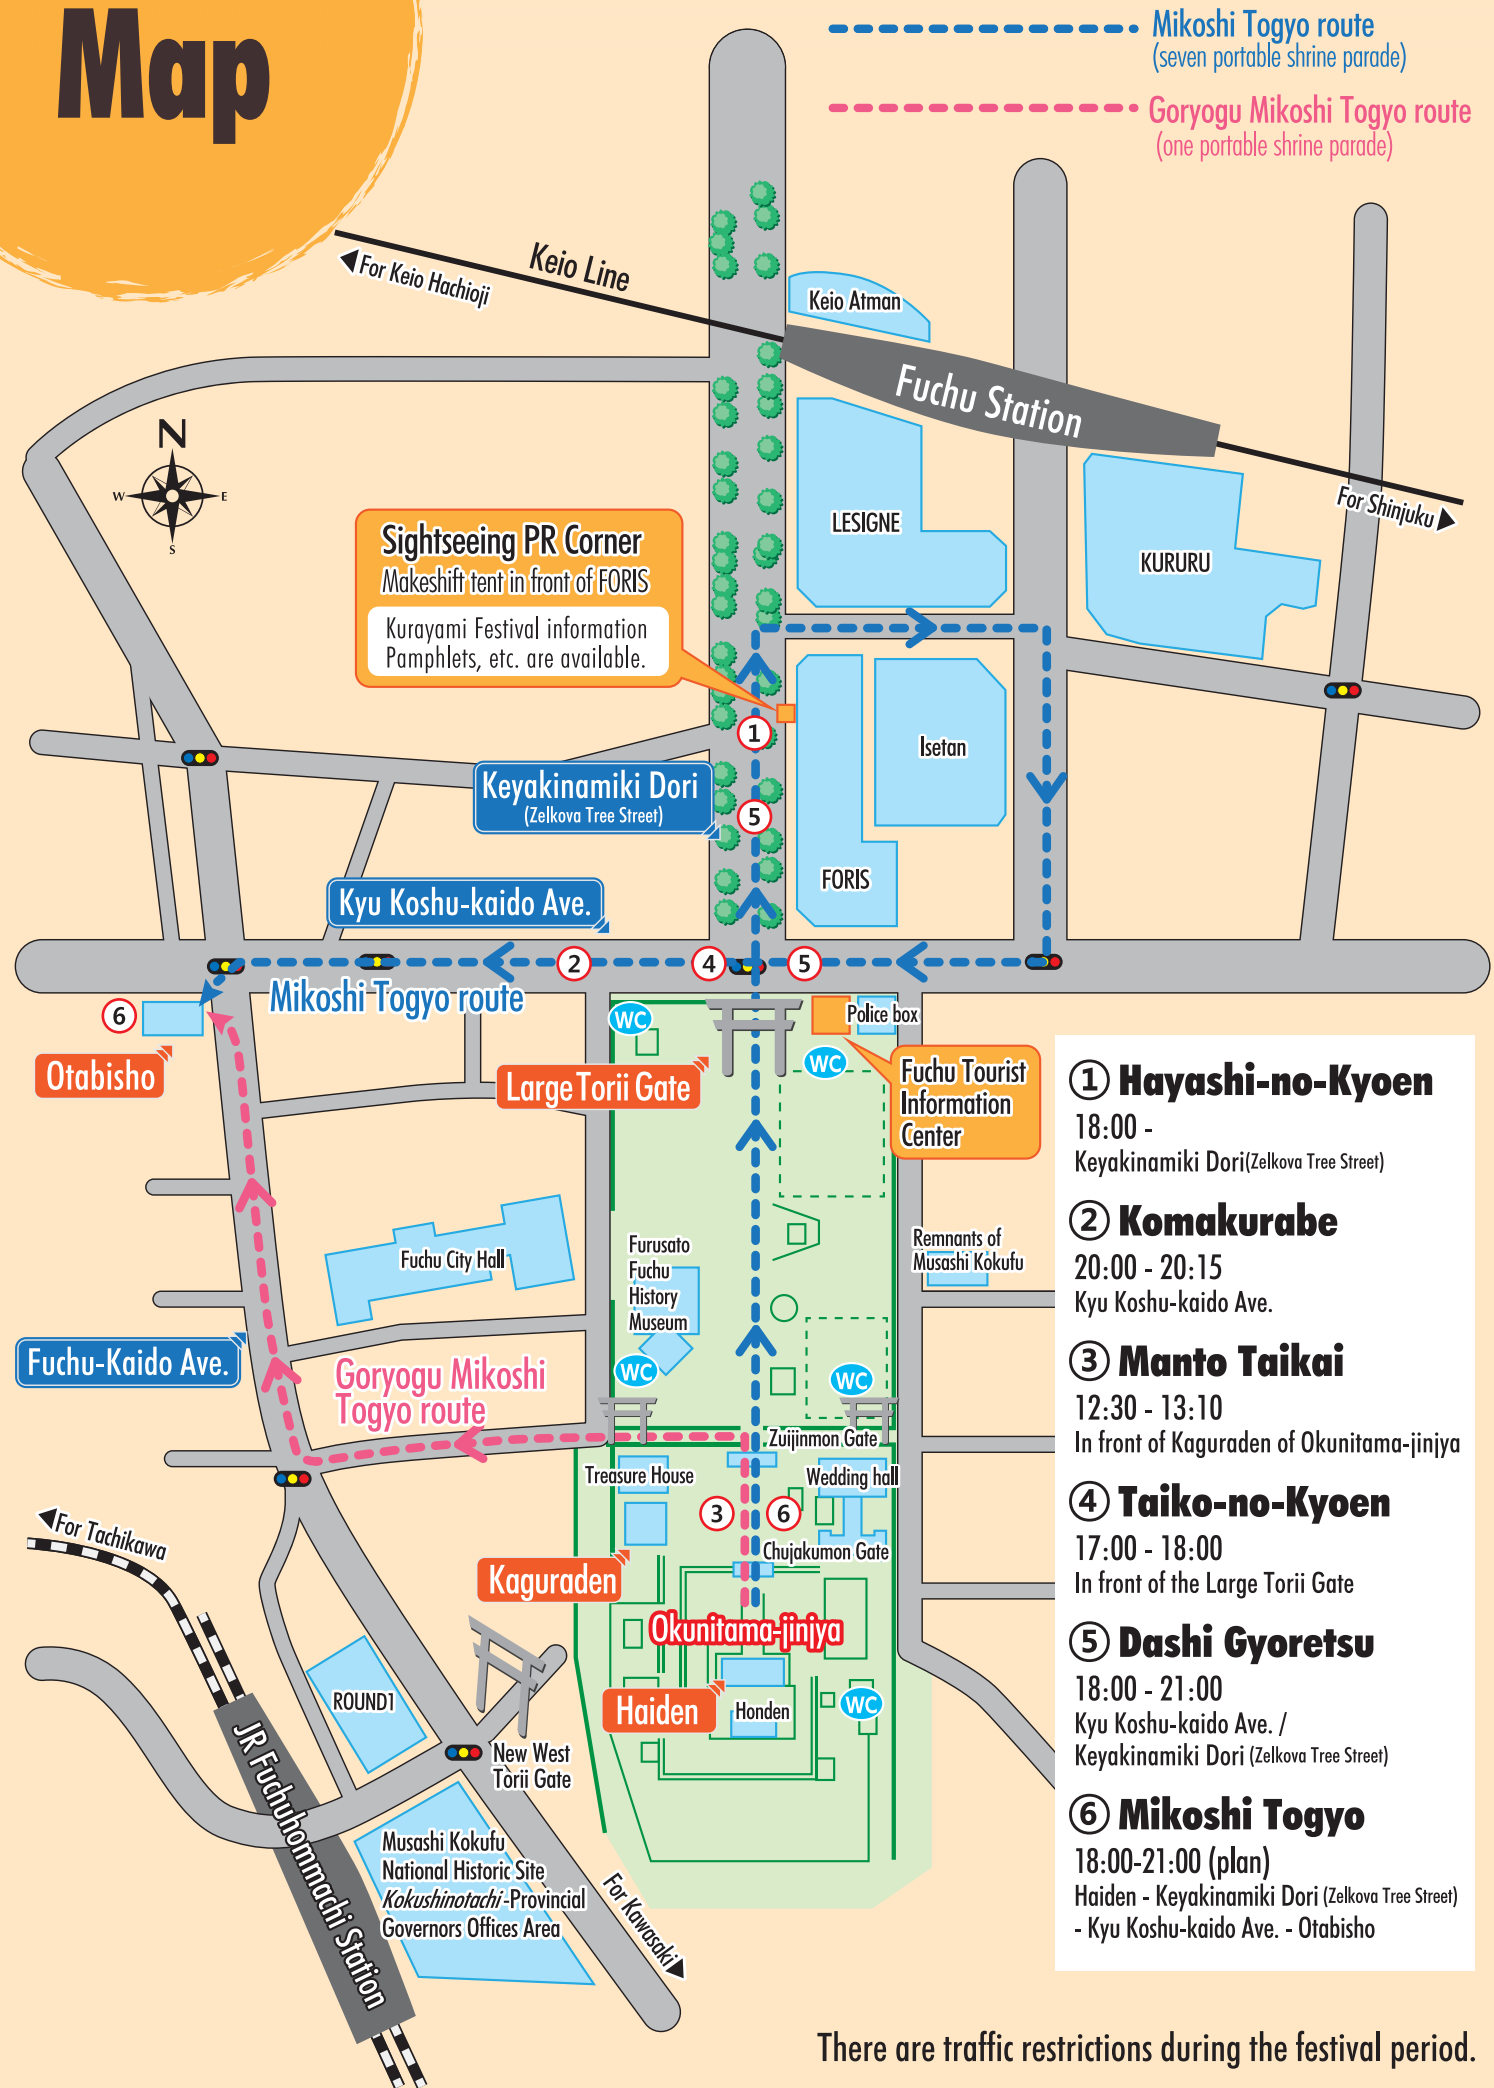 Map
Mikoshi Togyo route
(seven portable shrine parade)
Goryogu Mikoshi Togyo route
(one portable shrine parade)
Keio Line
For Keio Hachioji
Keio Atman
Fuchu Station
For Shinjuku
N
W
E
S
Sightseeing PR Corner
Makeshift tent in front of FORIS
Kurayami Festival information
Pamphlets, etc. are available.
LESIGNE
KURURU
1
Isetan
Keyakinamiki Dori
(Zelkova Tree Street)
5
FORIS
Kyu Koshu-kaido Ave.
2
4
5
Mikoshi Togyo route
6
Otabisho
WC
Police box
WC
Large Torii Gate
Fuchu Tourist
Information
Center
Fuchu City Hall
Furusato
Fuchu
History
Museum
Remnants of
Musashi Kokufu
Fuchu-Kaido Ave.
Goryogu Mikoshi
Togyo route
WC
WC
Zuijinmon Gate
Treasure House
Wedding hall
3
6
Chujakumon Gate
Kaguraden
Okunitama-jinjya
Haiden
Honden
WC
For Tachikawa
ROUND1
New West
Torii Gate
JR Fuchuhommachi Station
Musashi Kokufu
National Historic Site
Kokushinotachi-Provincial
Governors Offices Area
For Kawasaki
① Hayashi-no-Kyoen
18:00 -
Keyakinamiki Dori(Zelkova Tree Street)
② Komakurabe
20:00 - 20:15
Kyu Koshu-kaido Ave.
③ Manto Taikai
12:30 - 13:10
In front of Kaguraden of Okunitama-jinjya
④ Taiko-no-Kyoen
17:00 - 18:00
In front of the Large Torii Gate
⑤ Dashi Gyoretsu
18:00 - 21:00
Kyu Koshu-kaido Ave. /
Keyakinamiki Dori (Zelkova Tree Street)
⑥ Mikoshi Togyo
18:00-21:00 (plan)
Haiden - Keyakinamiki Dori (Zelkova Tree Street)
- Kyu Koshu-kaido Ave. - Otabisho
There are traffic restrictions during the festival period.